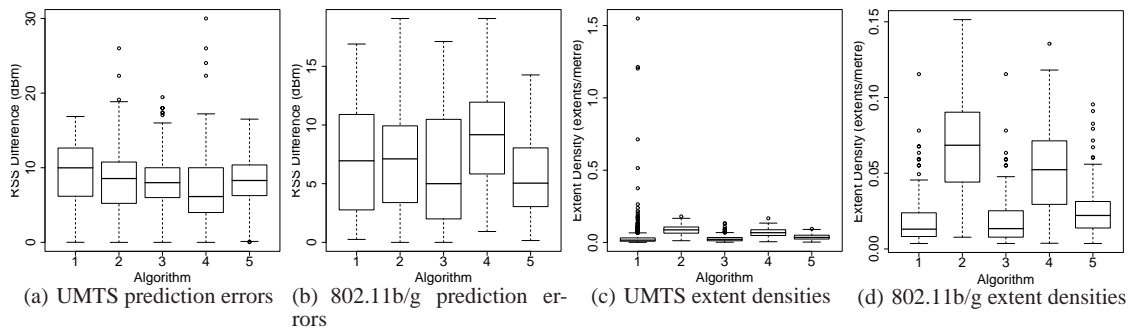 30
20
10
0
RSS Difference (dBm)
1 2 3 4 5
Algorithm
15
10
5
0
RSS Difference (dBm)
1 2 3 4 5
Algorithm
1.5
1.0
0.5
0.0
Extent Density (extents/metre)
1 2 3 4 5
Algorithm
0.15
0.10
0.05
0.00
Extent Density (extents/metre)
1 2 3 4 5
Algorithm
(a) UMTS prediction errors
(b) 802.11b/g prediction er-
rors
(c) UMTS extent densities
(d) 802.11b/g extent densities